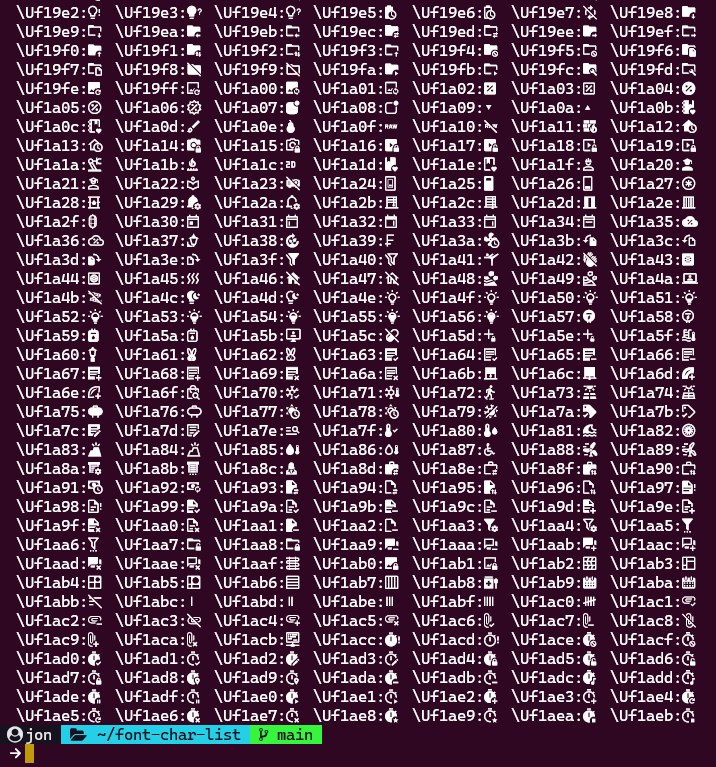 \Uf19e2: \Uf19e3: \Uf19e4: \Uf19e5: \Uf19e6: \Uf19e7: \Uf19e8:
\Uf19e9: \Uf19ea: \Uf19eb: \Uf19ec: \Uf19ed: \Uf19ee: \Uf19ef:
\Uf19f0: \Uf19f1: \Uf19f2: \Uf19f3: \Uf19f4: \Uf19f5: \Uf19f6:
\Uf19f7: \Uf19f8: \Uf19f9: \Uf19fa: \Uf19fb: \Uf19fc: \Uf19fd:
\Uf19fe: \Uf19ff: \Uf1a00: \Uf1a01: \Uf1a02: \Uf1a03: \Uf1a04:
\Uf1a05: \Uf1a06: \Uf1a07: \Uf1a08: \Uf1a09: \Uf1a0a: \Uf1a0b:
\Uf1a0c: \Uf1a0d: \Uf1a0e: \Uf1a0f: \Uf1a10: \Uf1a11: \Uf1a12:
\Uf1a13: \Uf1a14: \Uf1a15: \Uf1a16: \Uf1a17: \Uf1a18: \Uf1a19:
\Uf1a1a: \Uf1a1b: \Uf1a1c: \Uf1a1d: \Uf1a1e: \Uf1a1f: \Uf1a20:
\Uf1a21: \Uf1a22: \Uf1a23: \Uf1a24: \Uf1a25: \Uf1a26: \Uf1a27:
\Uf1a28: \Uf1a29: \Uf1a2a: \Uf1a2b: \Uf1a2c: \Uf1a2d: \Uf1a2e:
\Uf1a2f: \Uf1a30: \Uf1a31: \Uf1a32: \Uf1a33: \Uf1a34: \Uf1a35:
\Uf1a36: \Uf1a37: \Uf1a38: \Uf1a39: \Uf1a3a: \Uf1a3b: \Uf1a3c:
\Uf1a3d: \Uf1a3e: \Uf1a3f: \Uf1a40: \Uf1a41: \Uf1a42: \Uf1a43:
\Uf1a44: \Uf1a45: \Uf1a46: \Uf1a47: \Uf1a48: \Uf1a49: \Uf1a4a:
\Uf1a4b: \Uf1a4c: \Uf1a4d: \Uf1a4e: \Uf1a4f: \Uf1a50: \Uf1a51:
\Uf1a52: \Uf1a53: \Uf1a54: \Uf1a55: \Uf1a56: \Uf1a57: \Uf1a58:
\Uf1a59: \Uf1a5a: \Uf1a5b: \Uf1a5c: \Uf1a5d: \Uf1a5e: \Uf1a5f:
\Uf1a60: \Uf1a61: \Uf1a62: \Uf1a63: \Uf1a64: \Uf1a65: \Uf1a66:
\Uf1a67: \Uf1a68: \Uf1a69: \Uf1a6a: \Uf1a6b: \Uf1a6c: \Uf1a6d:
\Uf1a6e: \Uf1a6f: \Uf1a70: \Uf1a71: \Uf1a72: \Uf1a73: \Uf1a74:
\Uf1a75: \Uf1a76: \Uf1a77: \Uf1a78: \Uf1a79: \Uf1a7a: \Uf1a7b:
\Uf1a7c: \Uf1a7d: \Uf1a7e: \Uf1a7f: \Uf1a80: \Uf1a81: \Uf1a82:
\Uf1a83: \Uf1a84: \Uf1a85: \Uf1a86: \Uf1a87: \Uf1a88: \Uf1a89:
\Uf1a8a: \Uf1a8b: \Uf1a8c: \Uf1a8d: \Uf1a8e: \Uf1a8f: \Uf1a90:
\Uf1a91: \Uf1a92: \Uf1a93: \Uf1a94: \Uf1a95: \Uf1a96: \Uf1a97:
\Uf1a98: \Uf1a99: \Uf1a9a: \Uf1a9b: \Uf1a9c: \Uf1a9d: \Uf1a9e:
\Uf1a9f: \Uf1aa0: \Uf1aa1: \Uf1aa2: \Uf1aa3: \Uf1aa4: \Uf1aa5:
\Uf1aa6: \Uf1aa7: \Uf1aa8: \Uf1aa9: \Uf1aaa: \Uf1aab: \Uf1aac:
\Uf1aad: \Uf1aae: \Uf1aaf: \Uf1ab0: \Uf1ab1: \Uf1ab2: \Uf1ab3:
\Uf1ab4: \Uf1ab5: \Uf1ab6: \Uf1ab7: \Uf1ab8: \Uf1ab9: \Uf1aba:
\Uf1abb: \Uf1abc: \Uf1abd: \Uf1abe: \Uf1abf: \Uf1ac0: \Uf1ac1:
\Uf1ac2: \Uf1ac3: \Uf1ac4: \Uf1ac5: \Uf1ac6: \Uf1ac7: \Uf1ac8:
\Uf1ac9: \Uf1aca: \Uf1acb: \Uf1acc: \Uf1acd: \Uf1ace: \Uf1acf:
\Uf1ad0: \Uf1ad1: \Uf1ad2: \Uf1ad3: \Uf1ad4: \Uf1ad5: \Uf1ad6:
\Uf1ad7: \Uf1ad8: \Uf1ad9: \Uf1ada: \Uf1adb: \Uf1adc: \Uf1add:
\Uf1ade: \Uf1adf: \Uf1ae0: \Uf1ae1: \Uf1ae2: \Uf1ae3: \Uf1ae4:
\Uf1ae5: \Uf1ae6: \Uf1ae7: \Uf1ae8: \Uf1ae9: \Uf1aea: \Uf1aeb:
jon ~/font-char-list main
→